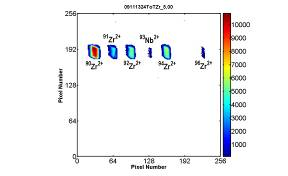 09111324ToTZr_5.00
256
192
128
64
0
Pixel Number
91Zr2+
93Nb2+
90Zr2+
92Zr2+
94Zr2+
96Zr2+
0
64
128
192
256
Pixel Number
10000
9000
8000
7000
6000
5000
4000
3000
2000
1000